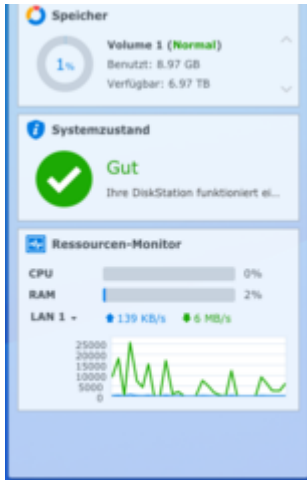 Speicher
Volume 1 (Normal)
1%
Benutzt: 8.97 GB
Verfügbar: 6.97 TB
Systemzustand
Gut
Ihre DiskStation funktioniert ei...
Ressourcen-Monitor
CPU 0%
RAM 2%
LAN 1 139 KB/s 6 MB/s
25000
20000
15000
10000
5000
0